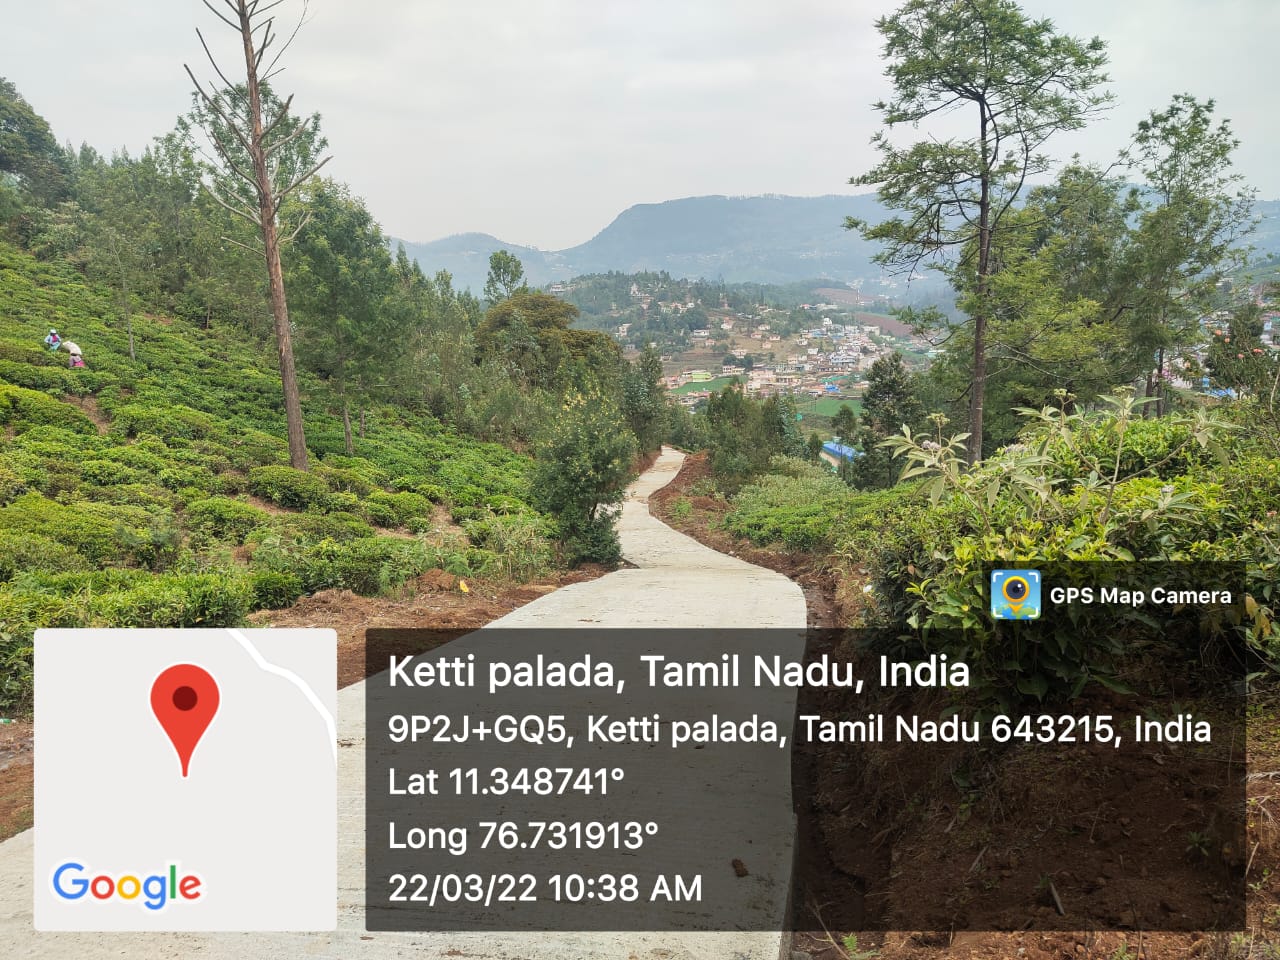 GPS Map Camera
Ketti palada, Tamil Nadu, India
9P2J+GQ5, Ketti palada, Tamil Nadu 643215, India
Lat 11.348741°
Long 76.731913°
22/03/22 10:38 AM
Google